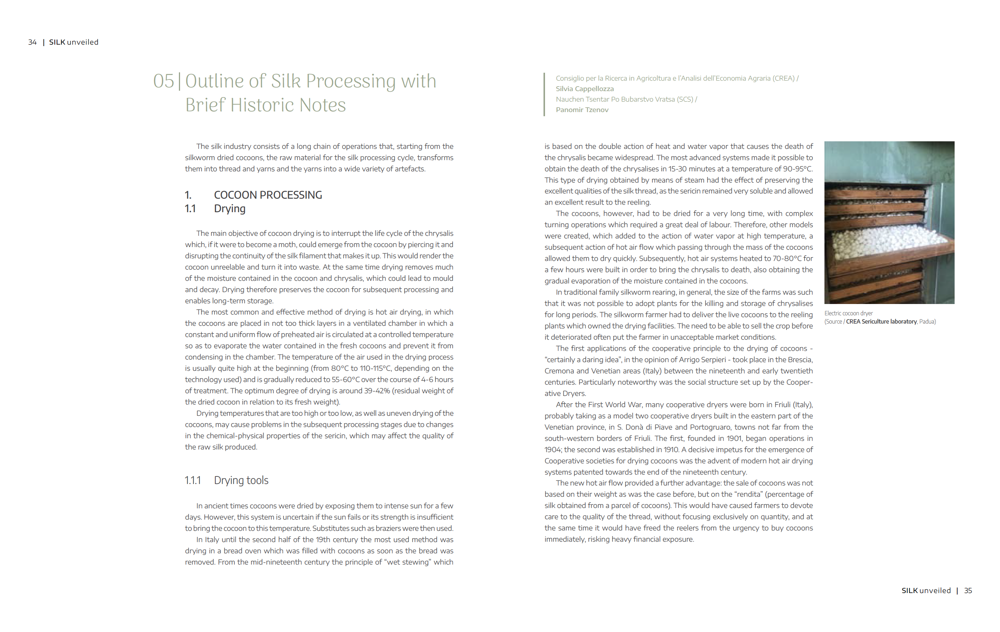 34 | SILK unveiled
05 | Outline of Silk Processing with
Brief Historic Notes
The silk industry consists of a long chain of operations that, starting from the
silkworm dried cocoons, the raw material for the silk processing cycle, transforms
them into thread and yarns and the yarns into a wide variety of artefacts.
1. COCOON PROCESSING
1.1 Drying
The main objective of cocoon drying is to interrupt the life cycle of the chrysalis
which, if it were to become a moth, could emerge from the cocoon by piercing it and
disrupting the continuity of the silk filament that makes it up. This would render the
cocoon unreelable and turn it into waste. At the same time drying removes much
of the moisture contained in the cocoon and chrysalis, which could lead to mould
and decay. Drying therefore preserves the cocoon for subsequent processing and
enables long-term storage.
The most common and effective method of drying is hot air drying, in which
the cocoons are placed in not too thick layers in a ventilated chamber in which a
constant and uniform flow of preheated air is circulated at a controlled temperature
so as to evaporate the water contained in the fresh cocoons and prevent it from
condensing in the chamber. The temperature of the air used in the drying process
is usually quite high at the beginning (from 80°C to 110-115°C, depending on the
technology used) and is gradually reduced to 55-60°C over the course of 4-6 hours
of treatment. The optimum degree of drying is around 39-42% (residual weight of
the dried cocoon in relation to its fresh weight).
Drying temperatures that are too high or too low, as well as uneven drying of the
cocoons, may cause problems in the subsequent processing stages due to changes
in the chemical-physical properties of the sericin, which may affect the quality of
the raw silk produced.
1.1.1 Drying tools
In ancient times cocoons were dried by exposing them to intense sun for a few
days. However, this system is uncertain if the sun fails or its strength is insufficient
to bring the cocoon to this temperature. Substitutes such as braziers were then used.
In Italy until the second half of the 19th century the most used method was
drying in a bread oven which was filled with cocoons as soon as the bread was
removed. From the mid-nineteenth century the principle of “wet stewing” which
Consiglio per la Ricerca in Agricoltura e l’Analisi dell’Economia Agraria (CREA) /
Silvia Cappellozza
Nauchen Tsentar Po Bubarstvo Vratsa (SCS) /
Panomir Tzenov
is based on the double action of heat and water vapor that causes the death of
the chrysalis became widespread. The most advanced systems made it possible to
obtain the death of the chrysalises in 15-30 minutes at a temperature of 90-95°C.
This type of drying obtained by means of steam had the effect of preserving the
excellent qualities of the silk thread, as the sericin remained very soluble and allowed
an excellent result to the reeling.
The cocoons, however, had to be dried for a very long time, with complex
turning operations which required a great deal of labour. Therefore, other models
were created, which added to the action of water vapor at high temperature, a
subsequent action of hot air flow which passing through the mass of the cocoons
allowed them to dry quickly. Subsequently, hot air systems heated to 70-80°C for
a few hours were built in order to bring the chrysalis to death, also obtaining the
gradual evaporation of the moisture contained in the cocoons.
In traditional family silkworm rearing, in general, the size of the farms was such
that it was not possible to adopt plants for the killing and storage of chrysalises
for long periods. The silkworm farmer had to deliver the live cocoons to the reeling
plants which owned the drying facilities. The need to be able to sell the crop before
it deteriorated often put the farmer in unacceptable market conditions.
The first applications of the cooperative principle to the drying of cocoons -
“certainly a daring idea”, in the opinion of Arrigo Serpieri - took place in the Brescia,
Cremona and Venetian areas (Italy) between the nineteenth and early twentieth
centuries. Particularly noteworthy was the social structure set up by the Cooper-
ative Dryers.
After the First World War, many cooperative dryers were born in Friuli (Italy),
probably taking as a model two cooperative dryers built in the eastern part of the
Venetian province, in S. Donà di Piave and Portogruaro, towns not far from the
south-western borders of Friuli. The first, founded in 1901, began operations in
1904; the second was established in 1910. A decisive impetus for the emergence of
Cooperative societies for drying cocoons was the advent of modern hot air drying
systems patented towards the end of the nineteenth century.
The new hot air flow provided a further advantage: the sale of cocoons was not
based on their weight as was the case before, but on the “rendita” (percentage of
silk obtained from a parcel of cocoons). This would have caused farmers to devote
care to the quality of the thread, without focusing exclusively on quantity, and at
the same time it would have freed the reelers from the urgency to buy cocoons
immediately, risking heavy financial exposure.
Electric cocoon dryer
(Source / CREA Sericulture laboratory, Padua)
SILK unveiled | 35